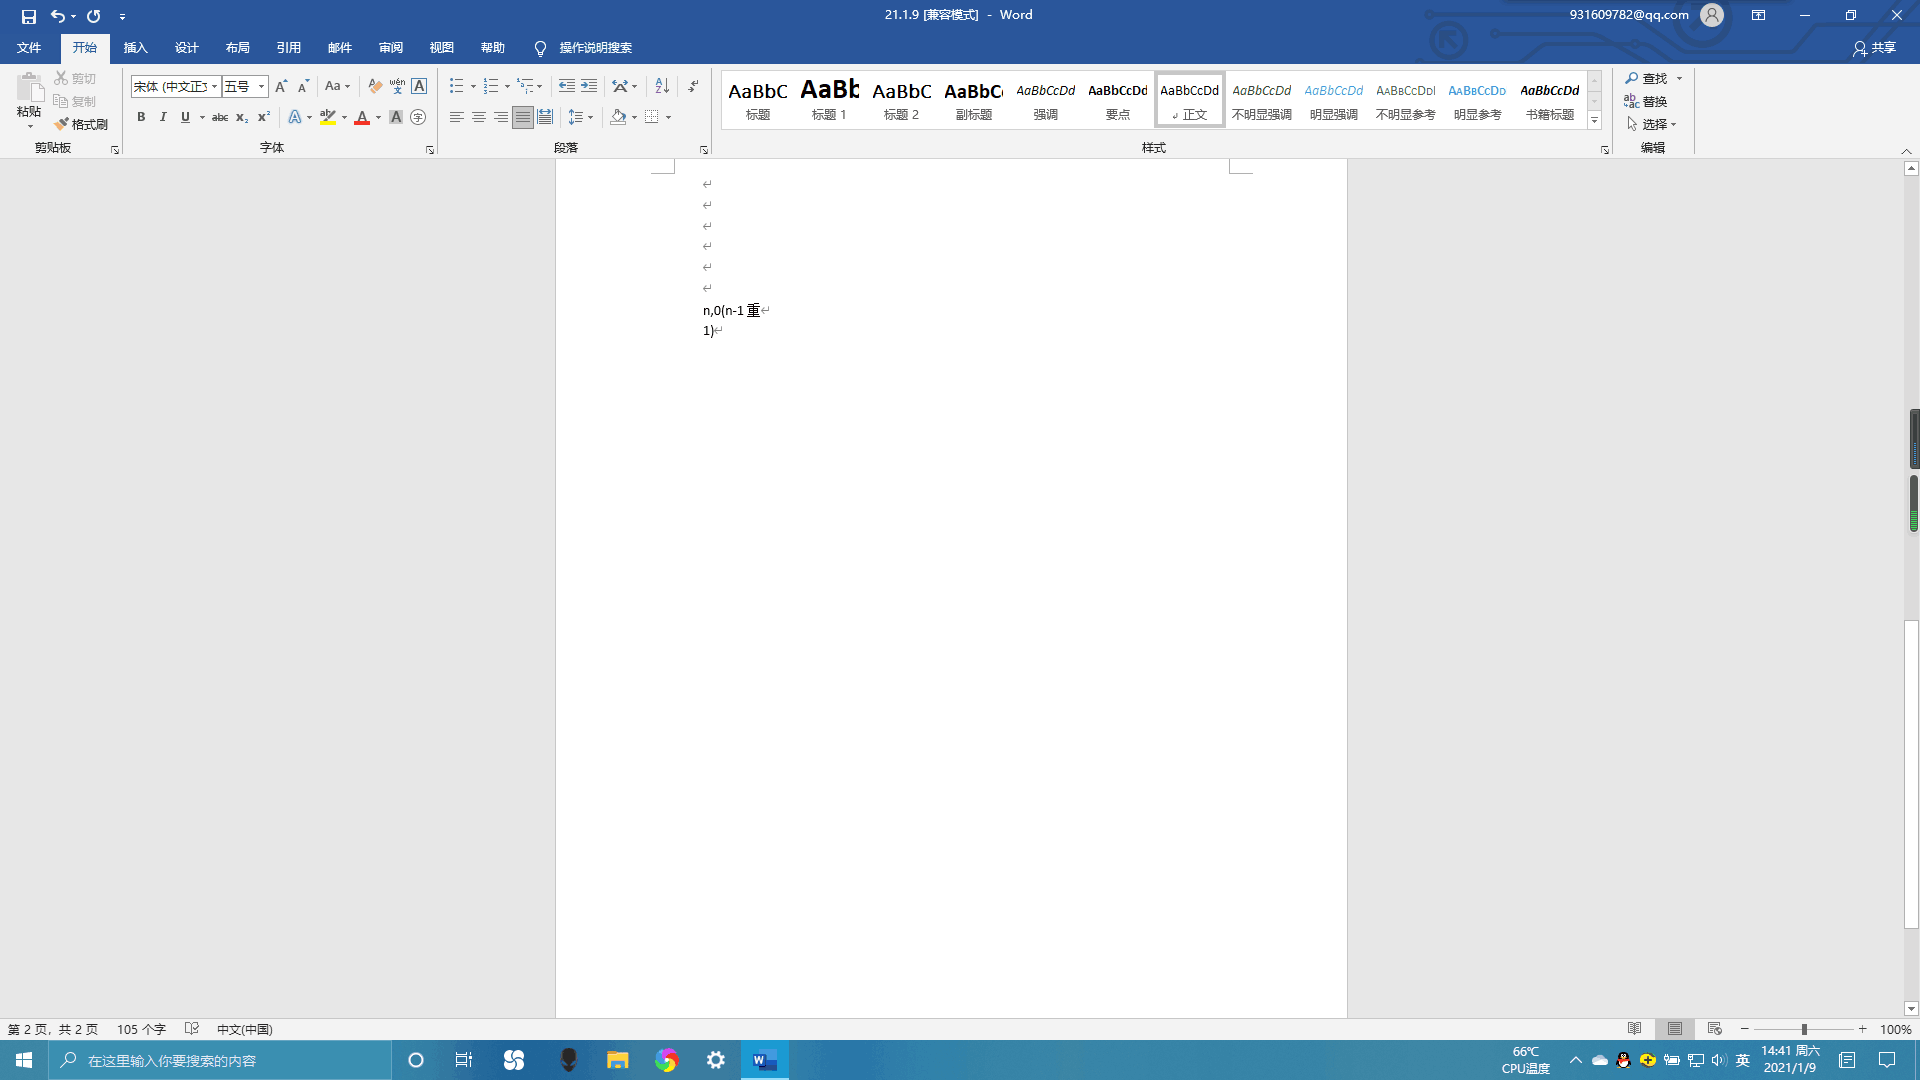 21.1.9 [兼容模式] - Word
931609782@qq.com
文件 开始 插入 设计 布局 引用 邮件 审阅 视图 帮助 操作说明搜索 共享
粘贴
剪切
复制
格式刷
剪贴板
宋体 (中文正文 五号
字体
段落
AaBbC 标题
AaBb 标题 1
AaBbC 标题 2
AaBbC 副标题
AaBbCcDd 强调
AaBbCcDd 要点
AaBbCcDd 正文
AaBbCcDd 不明显强调
AaBbCcDd 明显强调
AaBbCcDd 不明显参考
AaBbCcDd 明显参考
AaBbCcDd 书籍标题
样式
查找
替换
选择
编辑
n,0(n-1 重
1)
第 2 页，共 2 页 105 个字 中文(中国) 100%
在这里输入你要搜索的内容
66℃
CPU温度
英
14:41 周六
2021/1/9